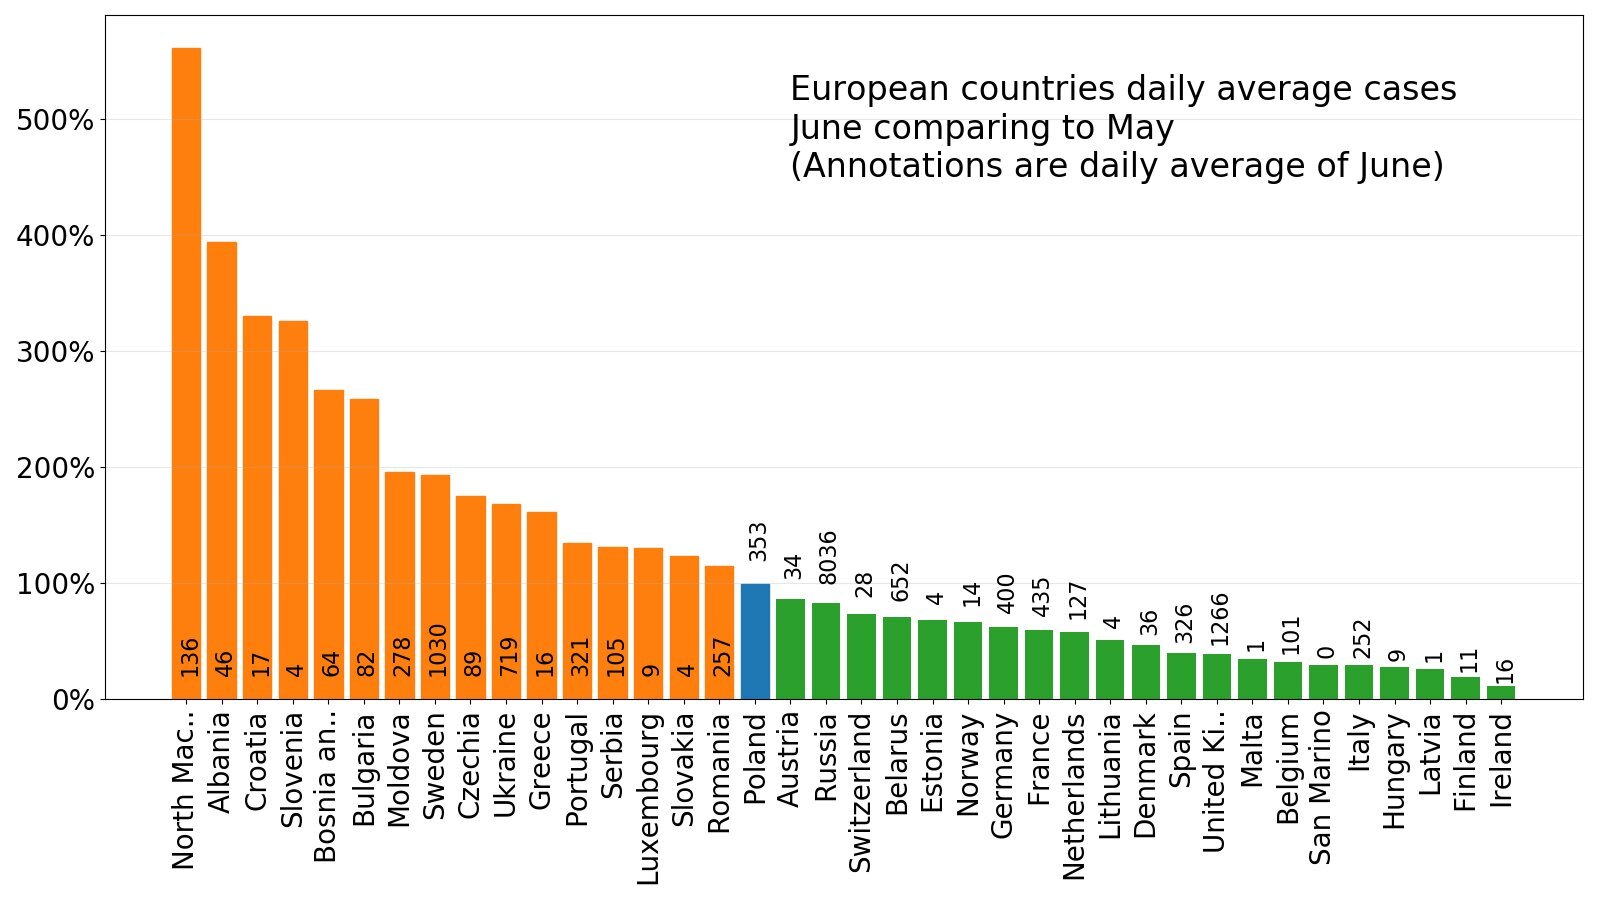 European countries daily average cases
June comparing to May
(Annotations are daily average of June)
500%
400%
300%
200%
100%
0%
136
46
17
4
64
82
278
1030
89
719
16
321
105
9
4
257
353
34
8036
28
652
4
14
400
435
127
4
36
326
1266
1
101
0
252
9
1
11
16
North Mac..
Albania
Croatia
Slovenia
Bosnia an..
Bulgaria
Moldova
Sweden
Czechia
Ukraine
Greece
Portugal
Serbia
Luxembourg
Slovakia
Romania
Poland
Austria
Russia
Switzerland
Belarus
Estonia
Norway
Germany
France
Netherlands
Lithuania
Denmark
Spain
United Ki..
Malta
Belgium
San Marino
Italy
Hungary
Latvia
Finland
Ireland